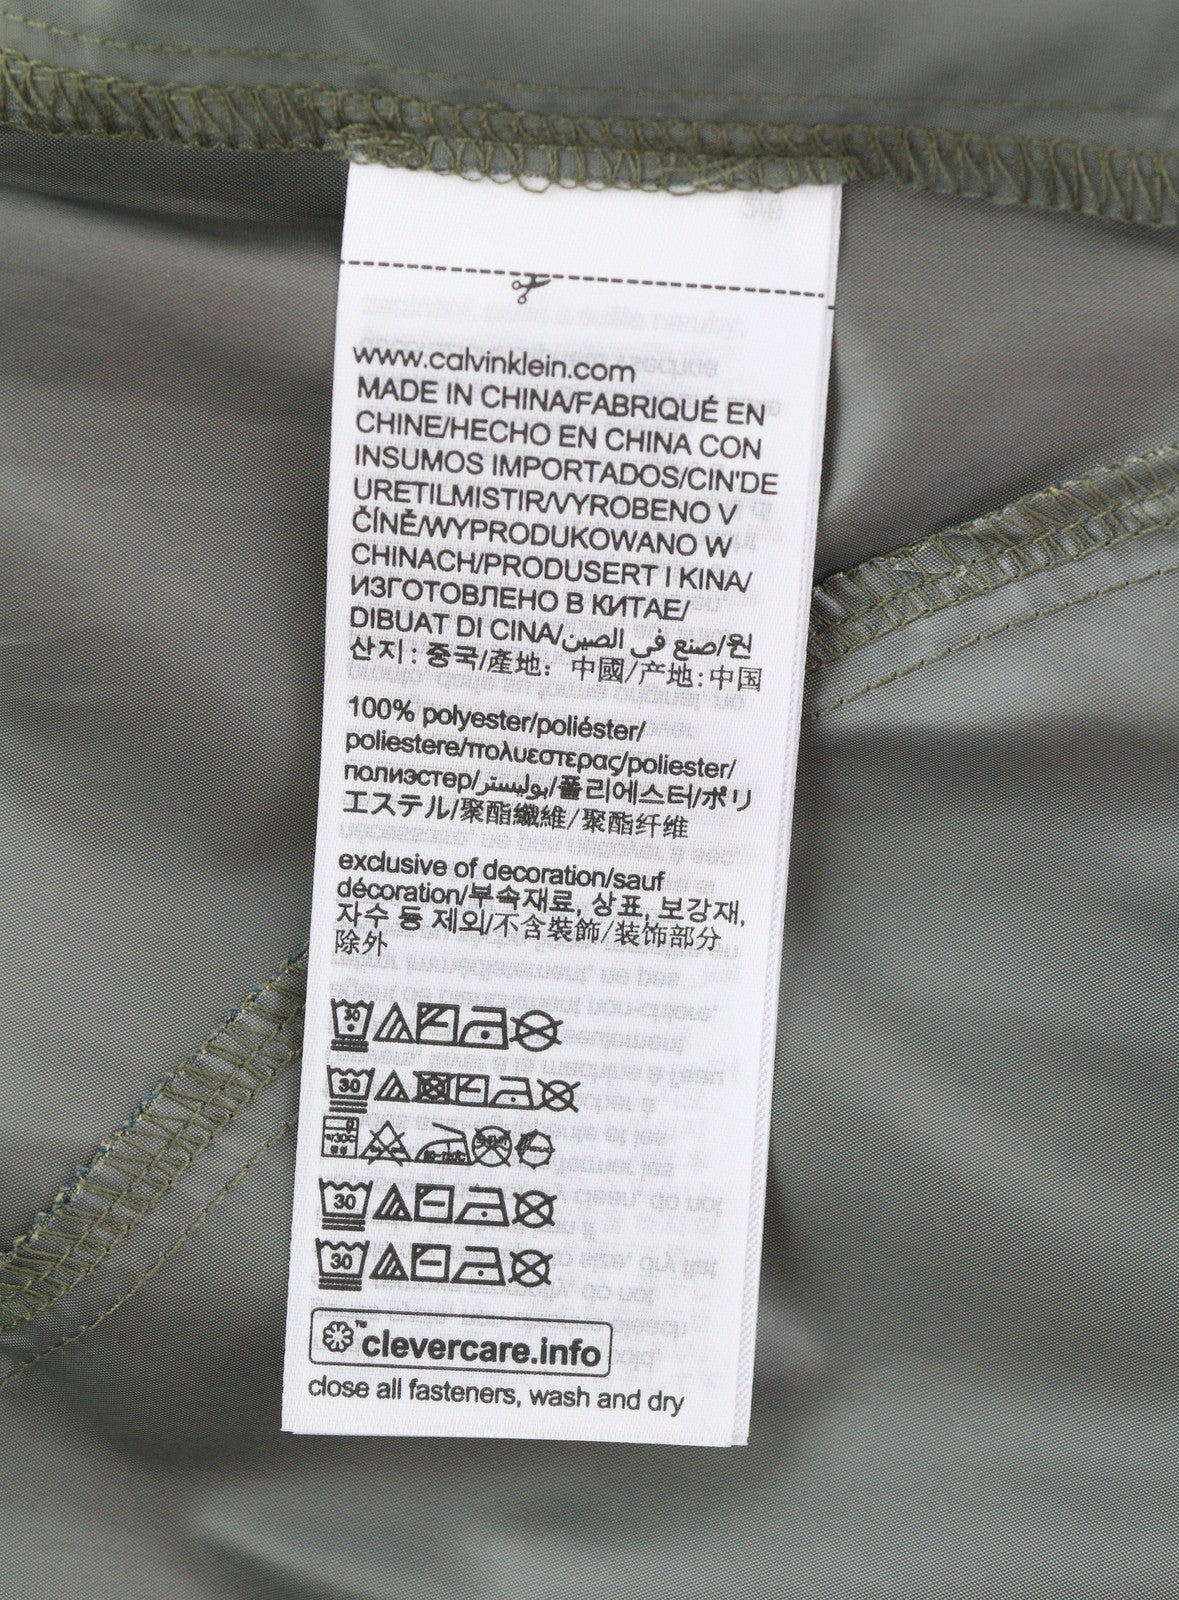 www.calvinklein.com
MADE IN CHINA/FABRIQUÉ EN
CHINE/HECHO EN CHINA CON
INSUMOS IMPORTADOS/CIN'DE
URETILMISTIR/VYROBENO V
ČÍNĚ/WYPRODUKOWANO W
CHINACH/PRODUSERT I KINA/
ИЗГОТОВЛЕНО В КИТАЕ/
DIBUAT DI CINA/صنع في الصين/원
산지: 중국/產地: 中國/产地:中国
100% polyester/poliéster/
poliestere/πολυεστερας/poliester/
полиэстер/بوليستر/폴리에스터/ポリ
エステル/聚酯纖維/聚酯纤维
exclusive of decoration/sauf
décoration/부속재료, 상표, 보강재,
자수 등 제외/不含裝飾/装饰部分
除外
30
30
30
30
clevercare.info
close all fasteners, wash and dry